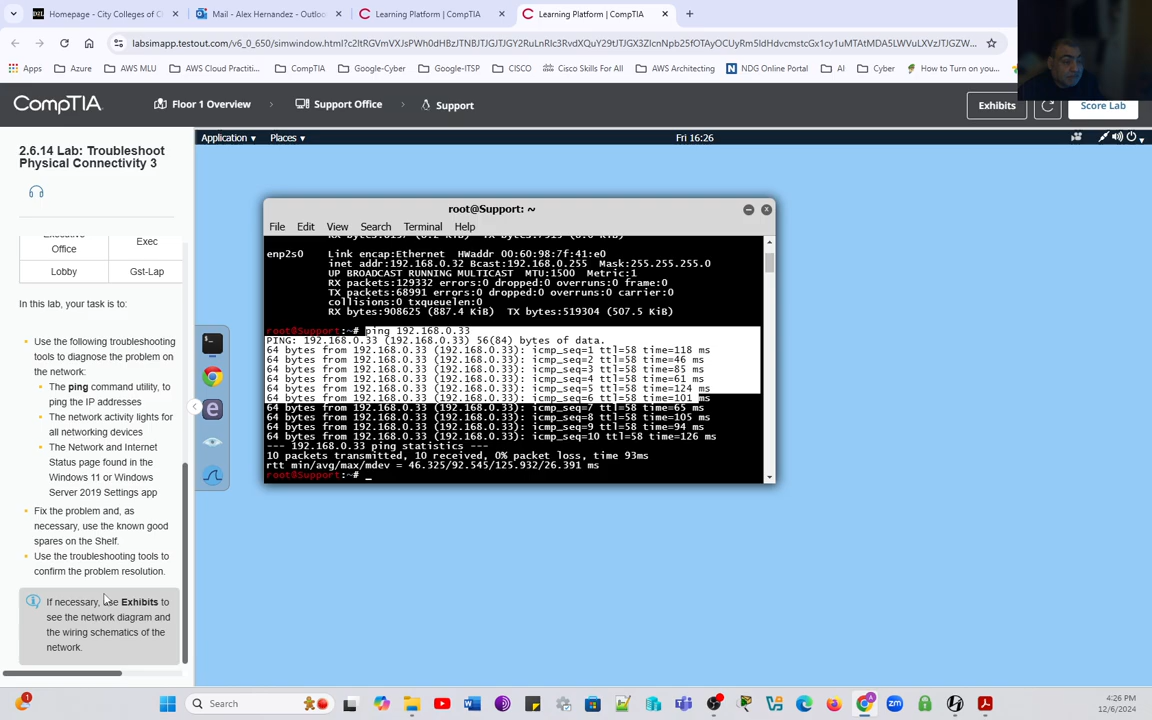 Homepage - City Colleges of C
Mail - Alex Hernandez - Outloo
Learning Platform | CompTIA
Learning Platform | CompTIA
labsimapp.testout.com/v6_0_650/simwindow.html?
Apps
Azure
AWS MLU
AWS Cloud Practiti...
CompTIA
Google-Cyber
Google-ITSP
CISCO
Cisco Skills For All
AWS Architecting
NDG Online Portal
AI
Cyber
How to Turn on you...
CompTIA.
Floor 1 Overview
Support Office
Support
Exhibits
Score Lab
2.6.14 Lab: Troubleshoot
Physical Connectivity 3
Application
Places
Fri 16:26
Office
Exec
Lobby
Gst-Lap
In this lab, your task is to:
Use the following troubleshooting
tools to diagnose the problem on
the network:
The ping command utility, to
ping the IP addresses
The network activity lights for
all networking devices
The Network and Internet
Status page found in the
Windows 11 or Windows
Server 2019 Settings app
Fix the problem and, as
necessary, use the known good
spares on the Shelf.
Use the troubleshooting tools to
confirm the problem resolution.
If necessary, use Exhibits to
see the network diagram and
the wiring schematics of the
network.
root@Support: ~
File Edit View Search Terminal Help
enp2s0 Link encap:Ethernet HWaddr 00:60:98:7f:41:e0
inet addr:192.168.0.32 Bcast:192.168.0.255 Mask:255.255.255.0
UP BROADCAST RUNNING MULTICAST MTU:1500 Metric:1
RX packets:129332 errors:0 dropped:0 overruns:0 frame:0
TX packets:68991 errors:0 dropped:0 overruns:0 carrier:0
collisions:0 txqueuelen:0
RX bytes:908625 (887.4 KiB) TX bytes:519304 (507.5 KiB)
root@Support:~# ping 192.168.0.33
PING: 192.168.0.33 (192.168.0.33) 56(84) bytes of data.
64 bytes from 192.168.0.33 (192.168.0.33): icmp_seq=1 ttl=58 time=118 ms
64 bytes from 192.168.0.33 (192.168.0.33): icmp_seq=2 ttl=58 time=46 ms
64 bytes from 192.168.0.33 (192.168.0.33): icmp_seq=3 ttl=58 time=85 ms
64 bytes from 192.168.0.33 (192.168.0.33): icmp_seq=4 ttl=58 time=61 ms
64 bytes from 192.168.0.33 (192.168.0.33): icmp_seq=5 ttl=58 time=124 ms
64 bytes from 192.168.0.33 (192.168.0.33): icmp_seq=6 ttl=58 time=101 ms
64 bytes from 192.168.0.33 (192.168.0.33): icmp_seq=7 ttl=58 time=65 ms
64 bytes from 192.168.0.33 (192.168.0.33): icmp_seq=8 ttl=58 time=105 ms
64 bytes from 192.168.0.33 (192.168.0.33): icmp_seq=9 ttl=58 time=94 ms
64 bytes from 192.168.0.33 (192.168.0.33): icmp_seq=10 ttl=58 time=126 ms
--- 192.168.0.33 ping statistics ---
10 packets transmitted, 10 received, 0% packet loss, time 93ms
rtt min/avg/max/mdev = 46.325/92.545/125.932/26.391 ms
root@Support:~# _
Search
4:26 PM
12/6/2024